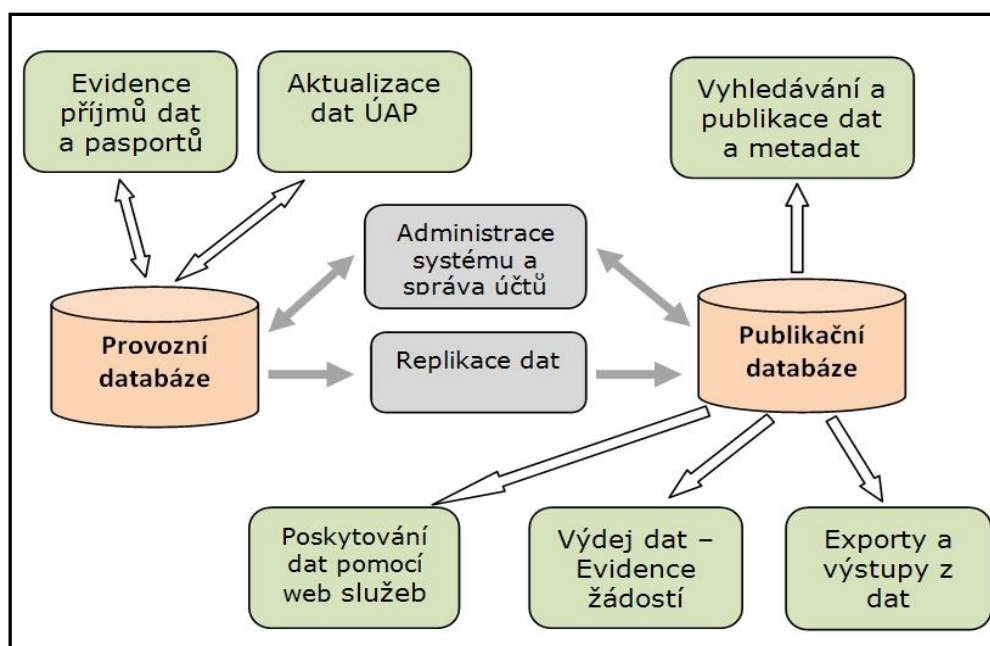 Evidence
příjmů dat
a pasportů
Aktualizace
dat ÚAP
Vyhledávání a
publikace dat
a metadat
Administrace
systému a
správa účtů
Provozní
databáze
Replikace dat
Publikační
databáze
Poskytování
dat pomocí
web služeb
Výdej dat –
Evidence
žádostí
Exporty a
výstupy z
dat